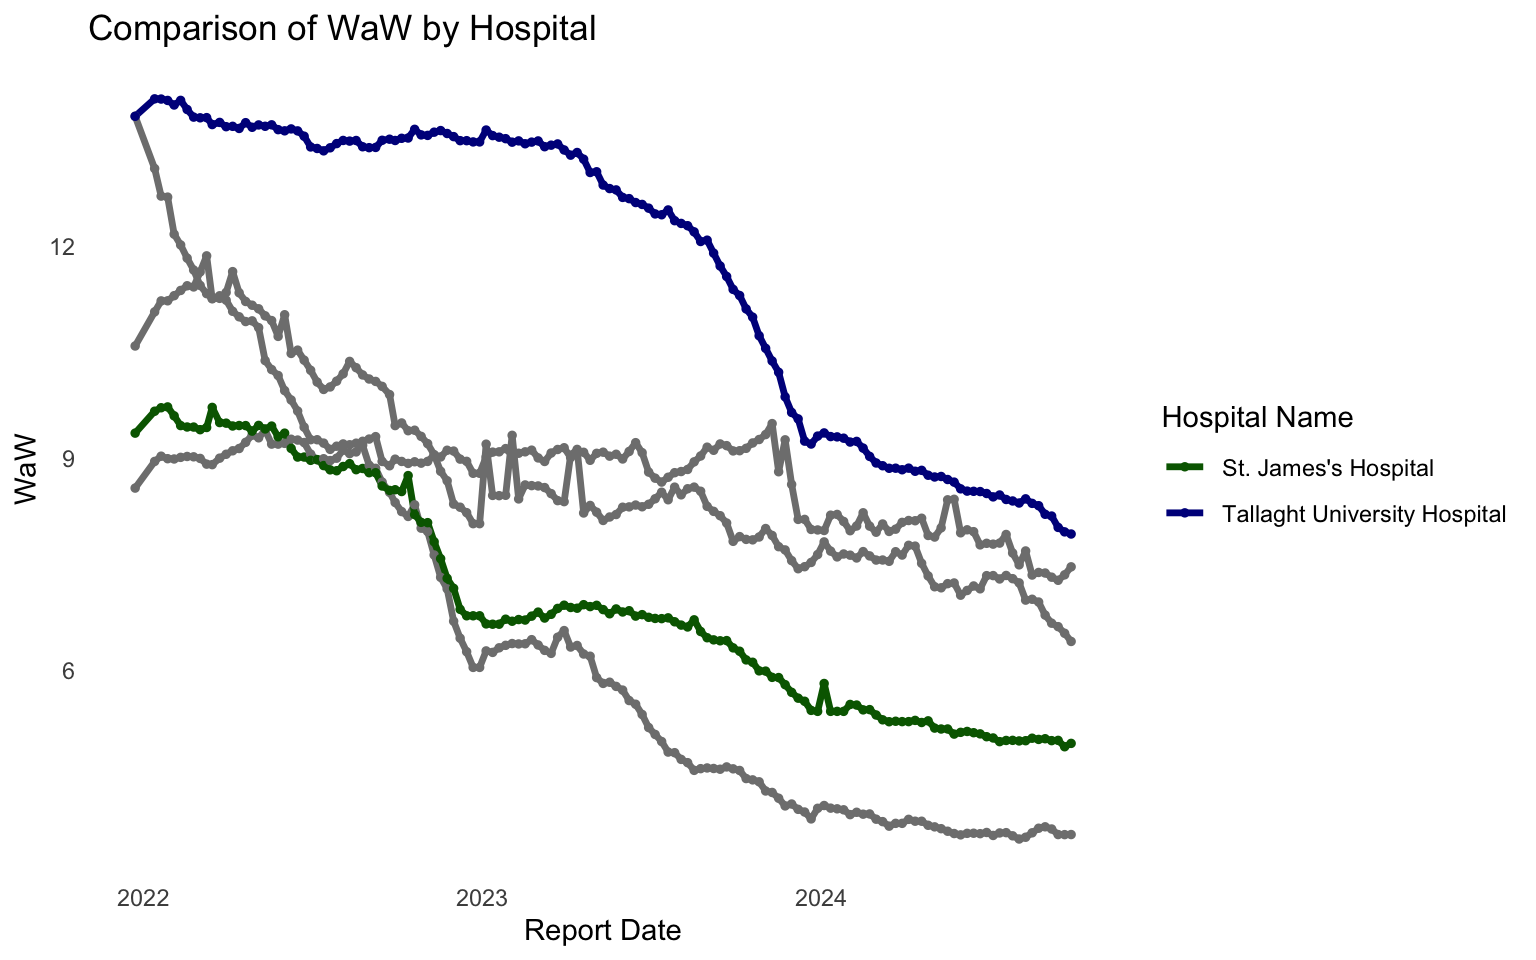 Comparison of WaW by Hospital
12
9
6
WaW
2022
2023
2024
Report Date
Hospital Name
St. James's Hospital
Tallaght University Hospital